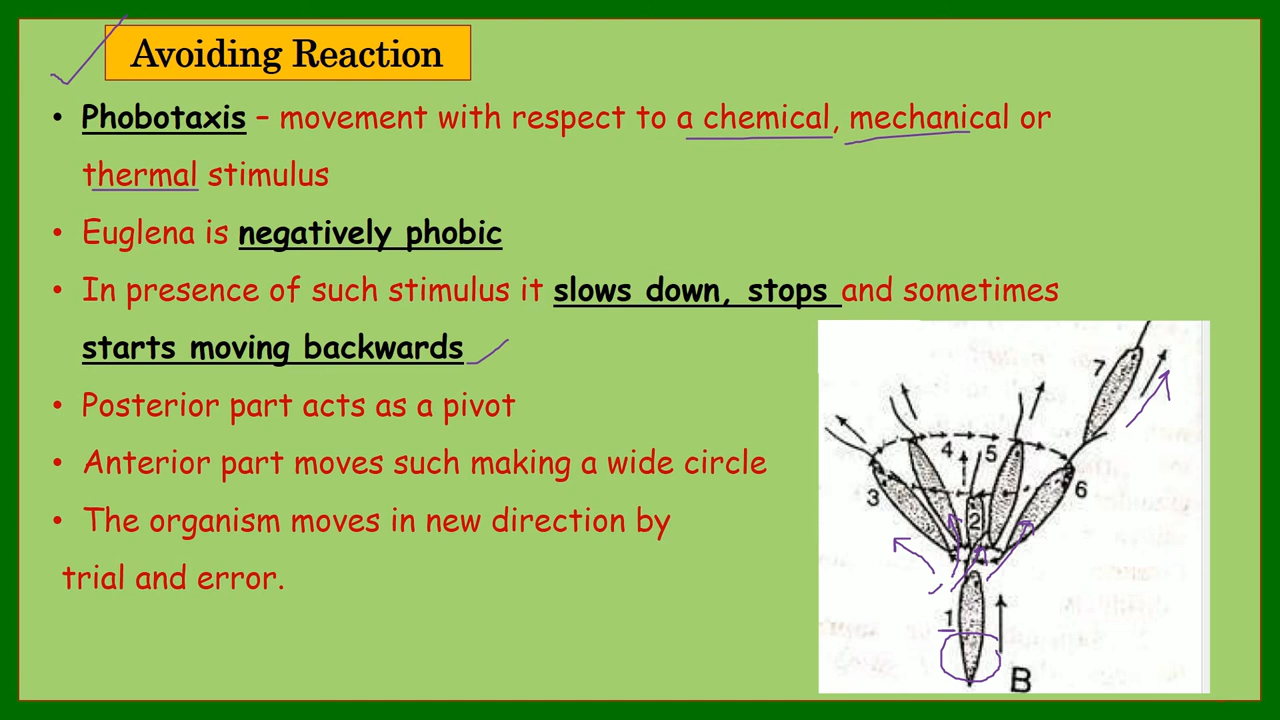 Avoiding Reaction
• Phobotaxis – movement with respect to a chemical, mechanical or
thermal stimulus
• Euglena is negatively phobic
• In presence of such stimulus it slows down, stops and sometimes
starts moving backwards
• Posterior part acts as a pivot
• Anterior part moves such making a wide circle
• The organism moves in new direction by
trial and error.
7
4 5
3 6
2
1
B